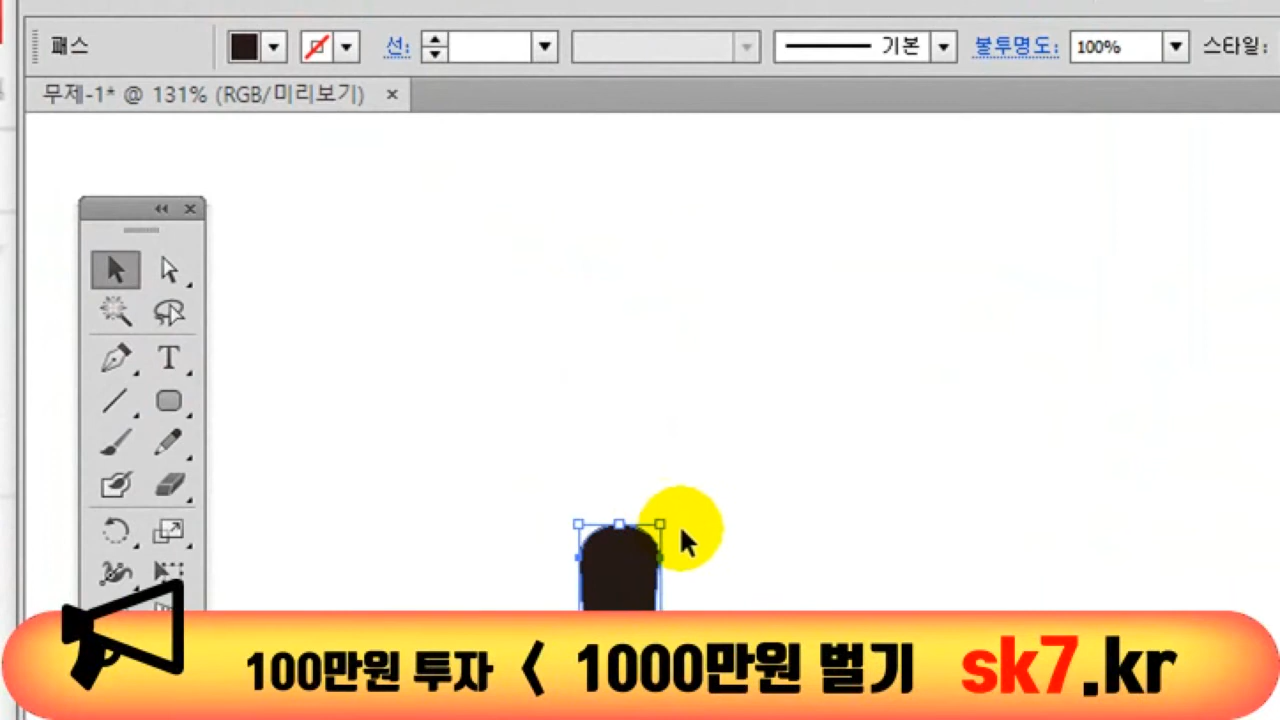 패스 선: 기본 불투명도: 100% 스타일:
무제-1* @ 131% (RGB/미리보기) ×
T
100만원 투자 < 1000만원 벌기 sk7.kr